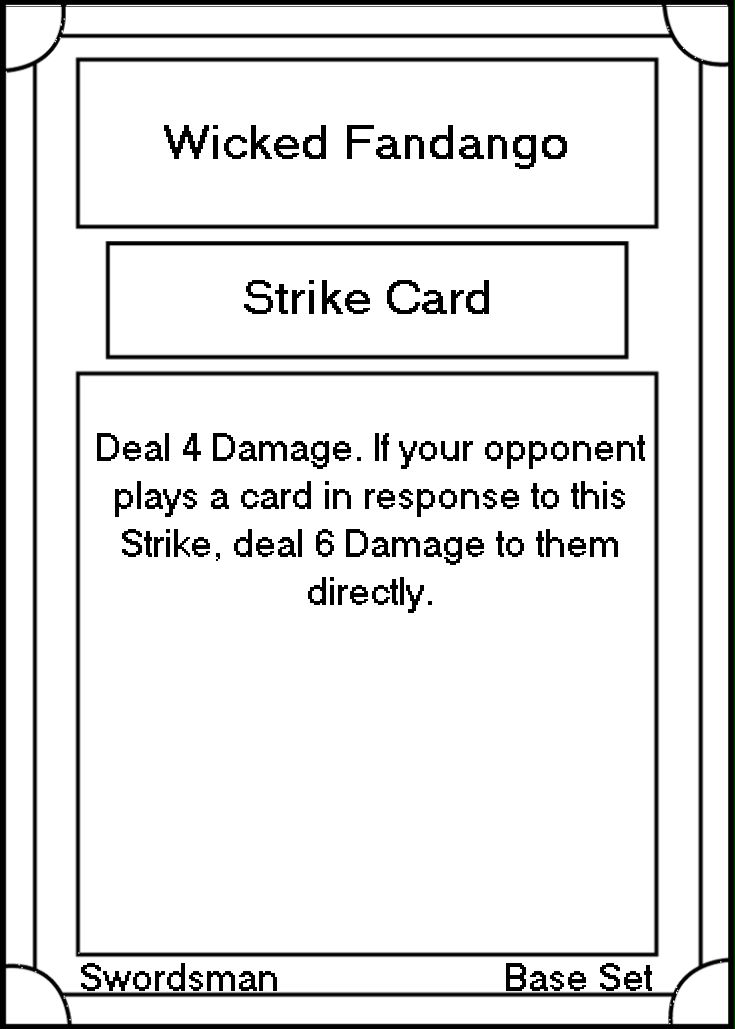 Wicked Fandango
Strike Card
Deal 4 Damage. If your opponent
plays a card in response to this
Strike, deal 6 Damage to them
directly.
Swordsman
Base Set